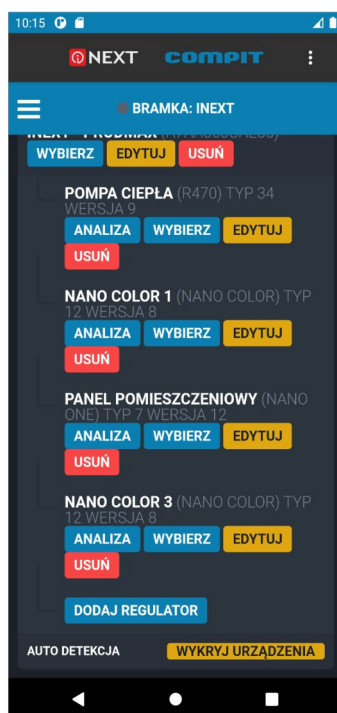 10:15
iNEXT COMPIT
BRAMKA: INEXT
WYBIERZ EDYTUJ USUŃ
POMPA CIEPŁA (R470) TYP 34
WERSJA 9
ANALIZA WYBIERZ EDYTUJ
USUŃ
NANO COLOR 1 (NANO COLOR) TYP
12 WERSJA 8
ANALIZA WYBIERZ EDYTUJ
USUŃ
PANEL POMIESZCZENIOWY (NANO
ONE) TYP 7 WERSJA 12
ANALIZA WYBIERZ EDYTUJ
USUŃ
NANO COLOR 3 (NANO COLOR) TYP
12 WERSJA 8
ANALIZA WYBIERZ EDYTUJ
USUŃ
DODAJ REGULATOR
AUTO DETEKCJA WYKRYJ URZĄDZENIA